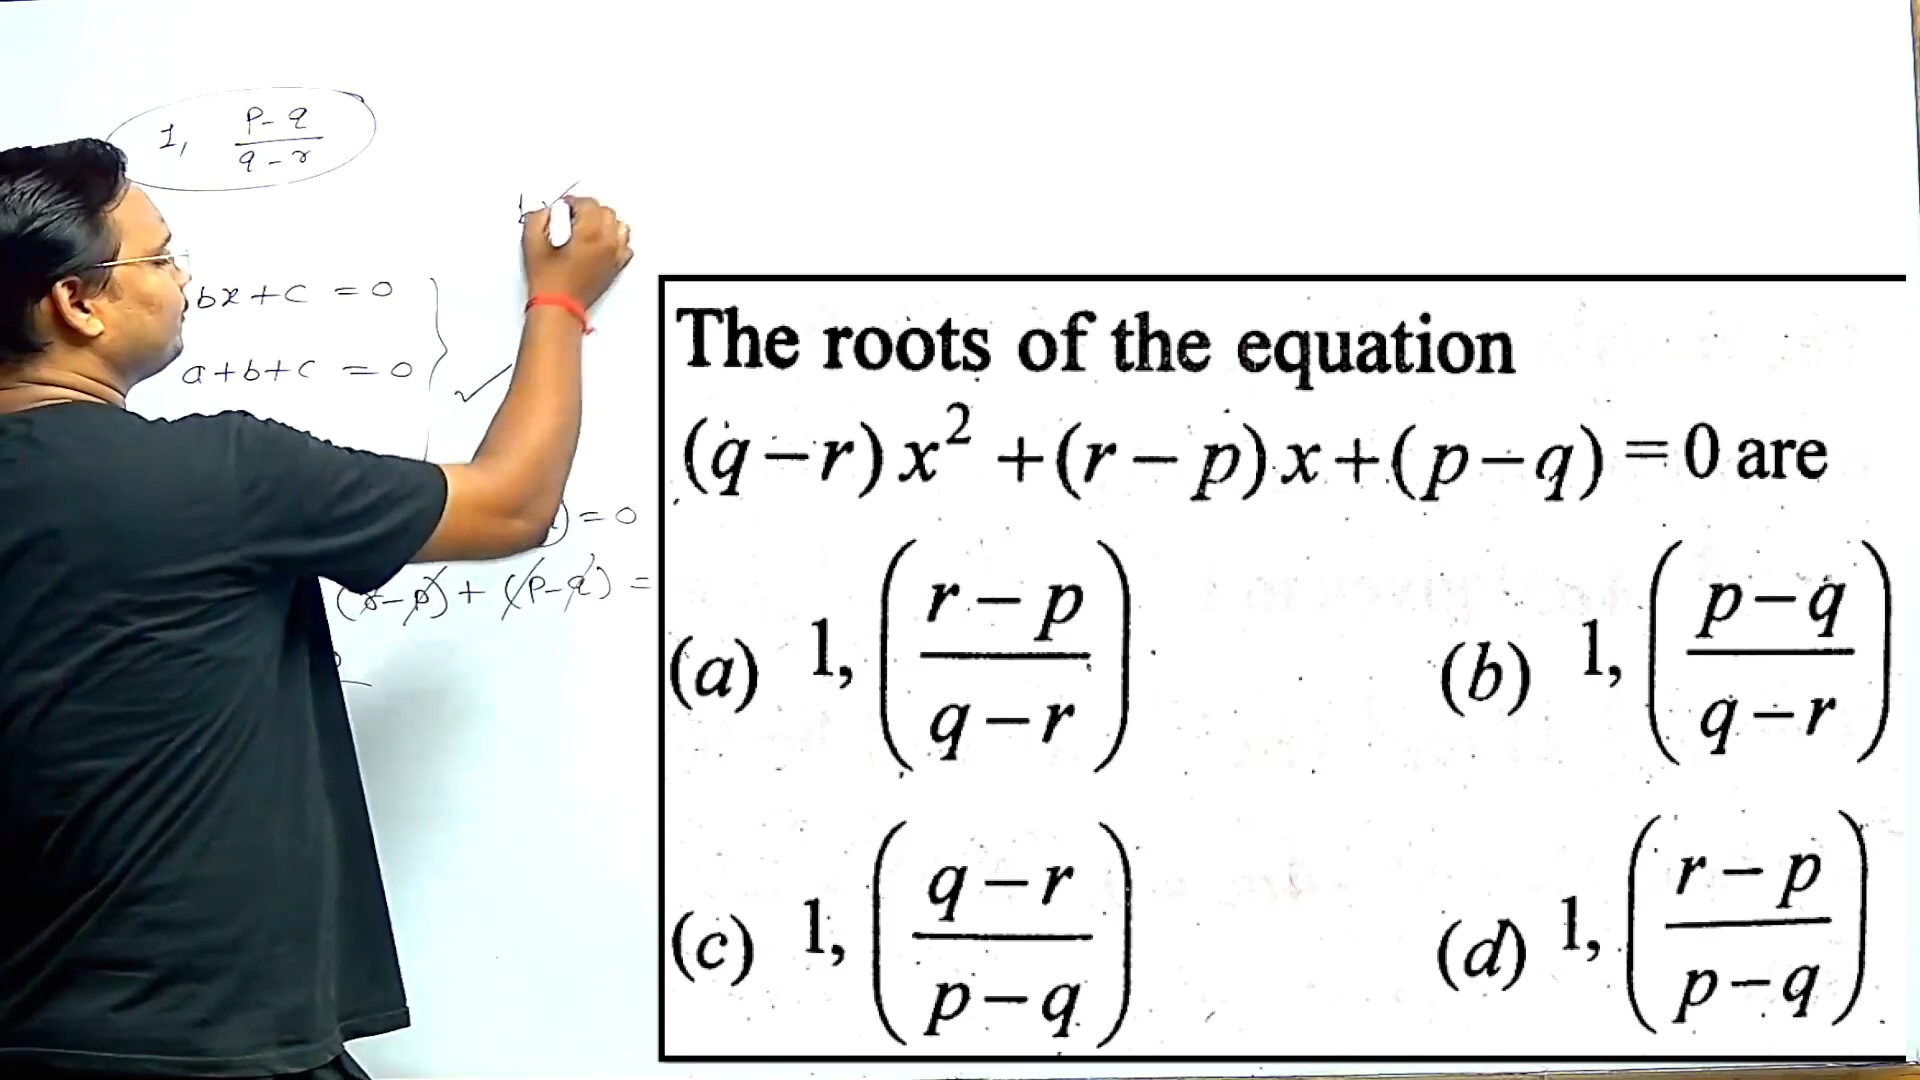 1, p-q/q-r
b ✓
bx+c = 0
a+b+c = 0 ✓
) = 0
(r-p) + (p-q) =
The roots of the equation
(q-r)x² +(r-p)x+(p-q)=0 are
(a) 1, (r-p/q-r) (b) 1, (p-q/q-r)
(c) 1, (q-r/p-q) (d) 1, (r-p/p-q)